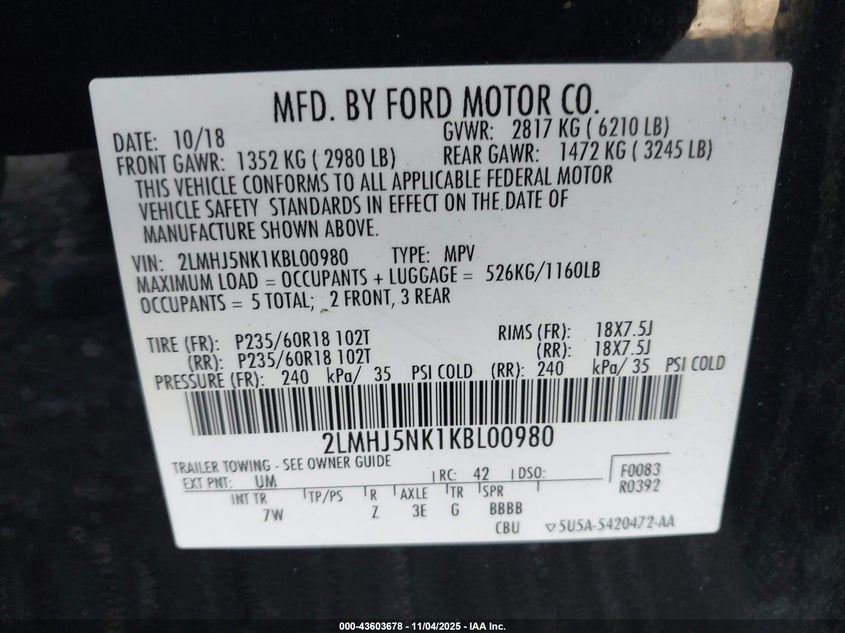 MFD. BY FORD MOTOR CO.
DATE: 10/18 GVWR: 2817 KG ( 6210 LB)
FRONT GAWR: 1352 KG ( 2980 LB) REAR GAWR: 1472 KG ( 3245 LB)
THIS VEHICLE CONFORMS TO ALL APPLICABLE FEDERAL MOTOR
VEHICLE SAFETY STANDARDS IN EFFECT ON THE DATE OF
MANUFACTURE SHOWN ABOVE.
VIN: 2LMHJ5NK1KBL00980 TYPE: MPV
MAXIMUM LOAD = OCCUPANTS + LUGGAGE = 526KG/1160LB
OCCUPANTS = 5 TOTAL; 2 FRONT, 3 REAR
TIRE (FR): P235/60R18 102T RIMS (FR): 18X7.5J
(RR): P235/60R18 102T (RR): 18X7.5J
PRESSURE (FR): 240 kPa/ 35 PSI COLD (RR): 240 kPa/ 35 PSI COLD
2LMHJ5NK1KBL00980
TRAILER TOWING - SEE OWNER GUIDE
EXT PNT: UM RC: 42 DSO: F0083
R0392
INT TR TP/PS R AXLE TR SPR
7W Z 3E G BBBB
CBU 5U5A-5420472-AA
000-43603678 - 11/04/2025 - IAA Inc.